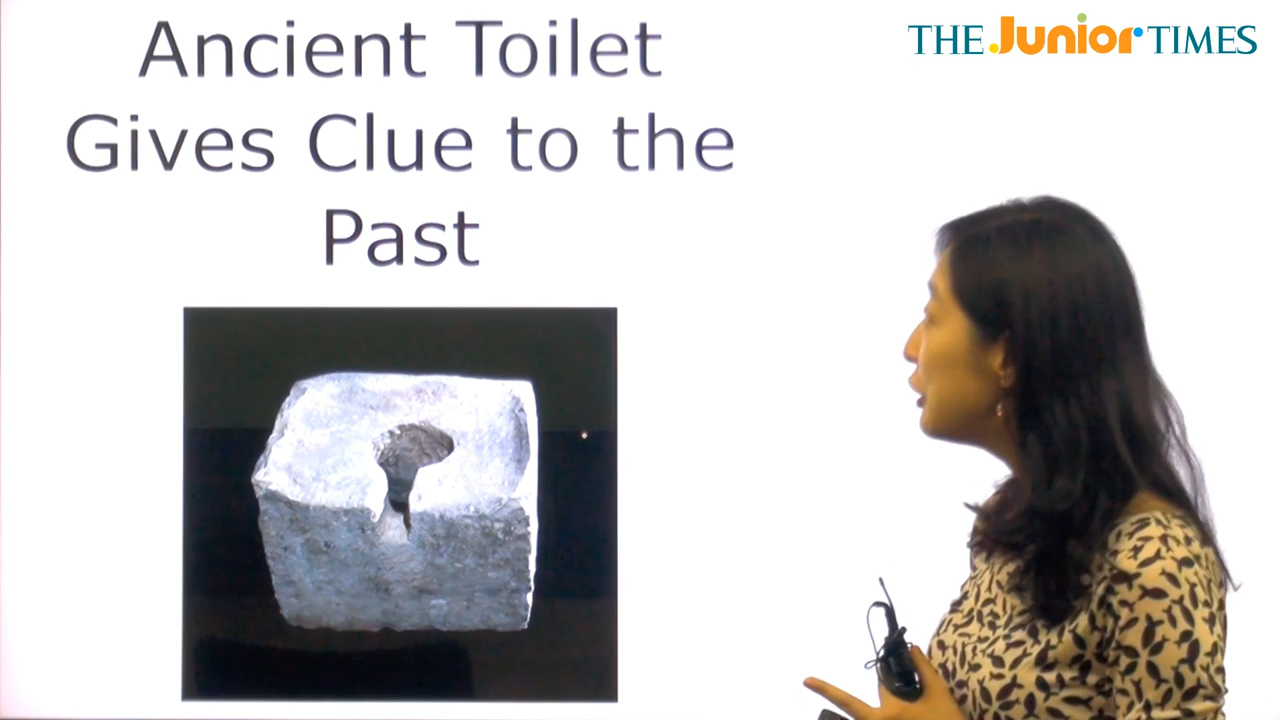 Ancient Toilet
Gives Clue to the
Past
THE Junior TIMES